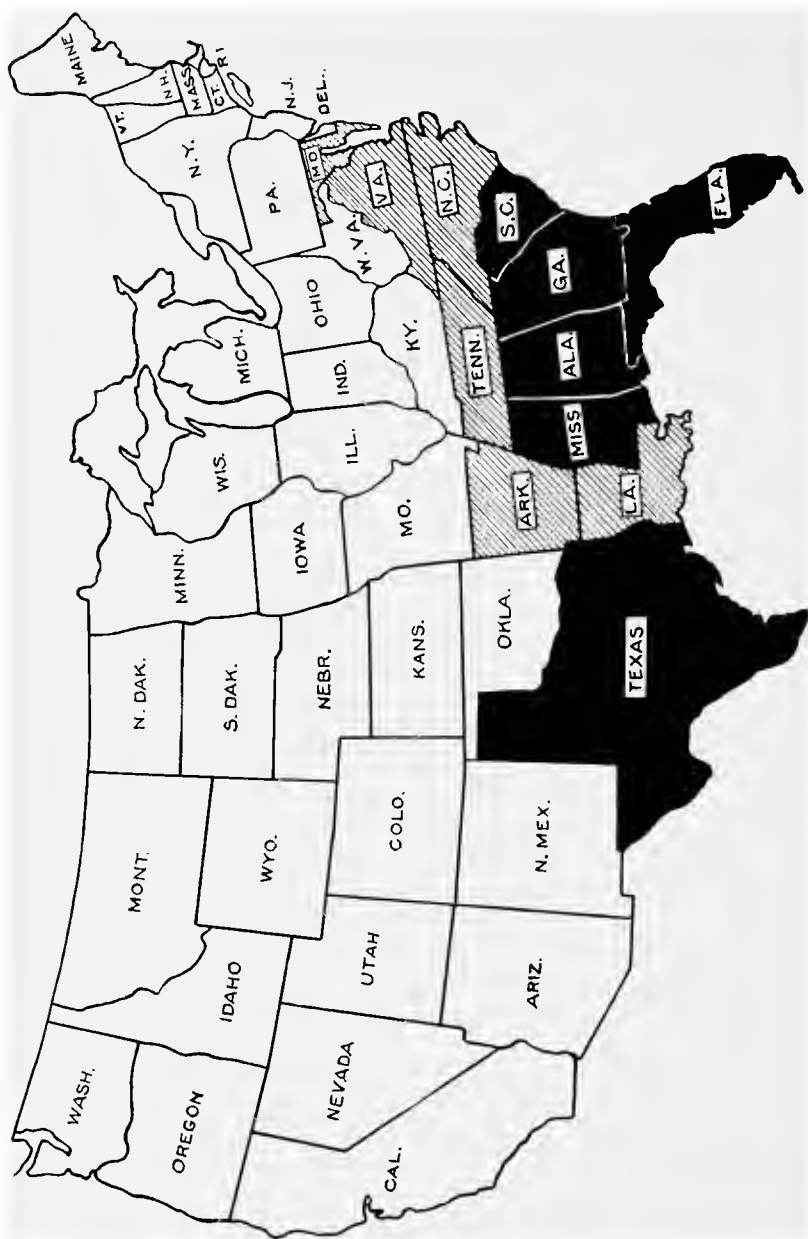 WASH.
OREGON
CAL.
NEVADA
IDAHO
MONT.
WYO.
UTAH
ARIZ.
COLO.
N. MEX.
N. DAK.
S. DAK.
NEBR.
KANS.
OKLA.
TEXAS
MINN.
IOWA
MO.
ARK.
LA.
WIS.
ILL.
MICH.
IND.
OHIO
KY.
TENN.
MISS
ALA.
GA.
FLA.
S.C.
N.C.
VA.
W. VA.
MD.
DEL.
N.J.
PA.
N.Y.
VT.
N.H.
MASS
CT.
R I
MAINE